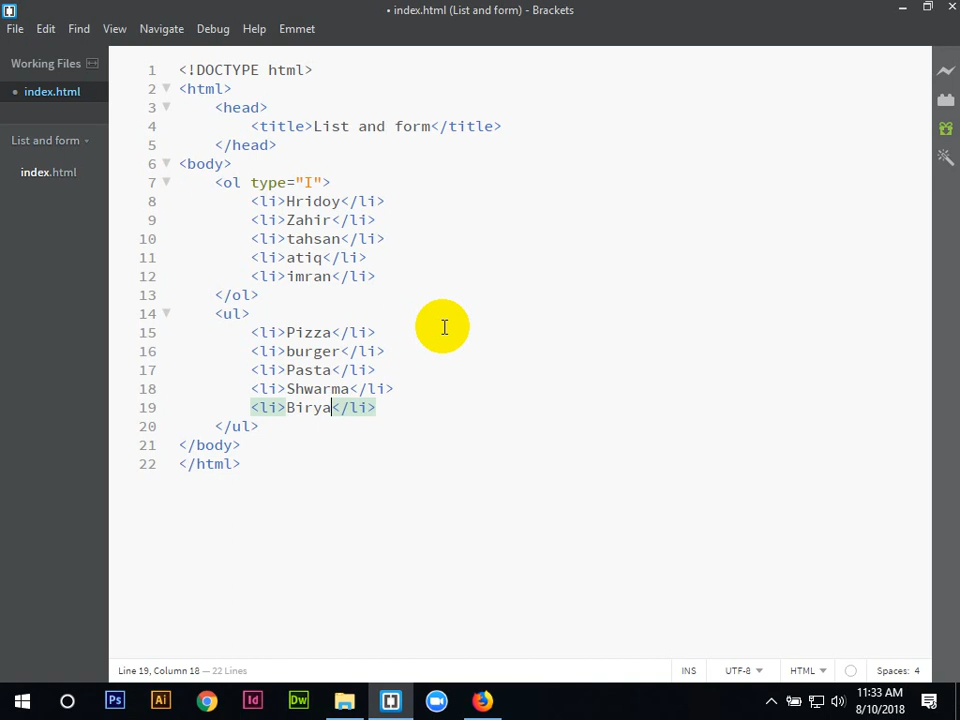 • index.html (List and form) - Brackets
File Edit Find View Navigate Debug Help Emmet
Working Files
• index.html
List and form
index.html
1 <!DOCTYPE html>
2 <html>
3 <head>
4 <title>List and form</title>
5 </head>
6 <body>
7 <ol type="I">
8 <li>Hridoy</li>
9 <li>Zahir</li>
10 <li>tahsan</li>
11 <li>atiq</li>
12 <li>imran</li>
13 </ol>
14 <ul>
15 <li>Pizza</li>
16 <li>burger</li>
17 <li>Pasta</li>
18 <li>Shwarma</li>
19 <li>Birya</li>
20 </ul>
21 </body>
22 </html>
Line 19, Column 18 — 22 Lines INS UTF-8 HTML Spaces: 4
Ps Ai Id Dw
11:33 AM
8/10/2018